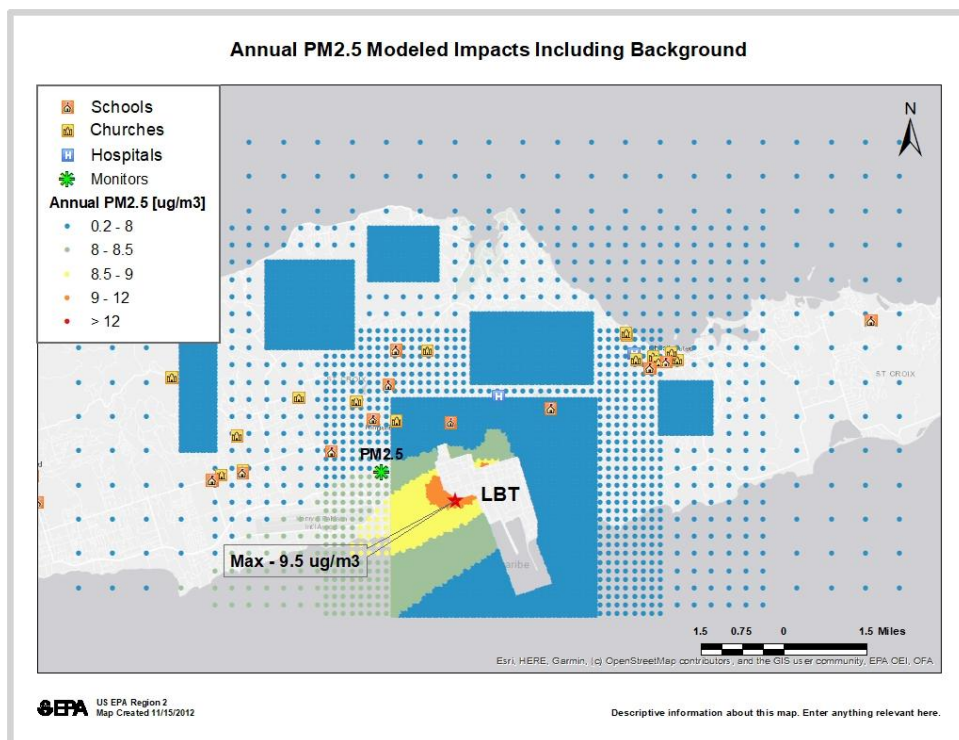 Annual PM2.5 Modeled Impacts Including Background
Schools
Churches
Hospitals
Monitors
Annual PM2.5 [ug/m3]
0.2 - 8
8 - 8.5
8.5 - 9
9 - 12
> 12
N
ST CROIX
H
PM2.5
LBT
Max - 9.5 ug/m3
1.5 0.75 0 1.5 Miles
Esri, HERE, Garmin, (c) OpenStreetMap contributors, and the GIS user community, EPA OEI, OFA
EPA
US EPA Region 2
Map Created 11/15/2012
Descriptive information about this map. Enter anything relevant here.